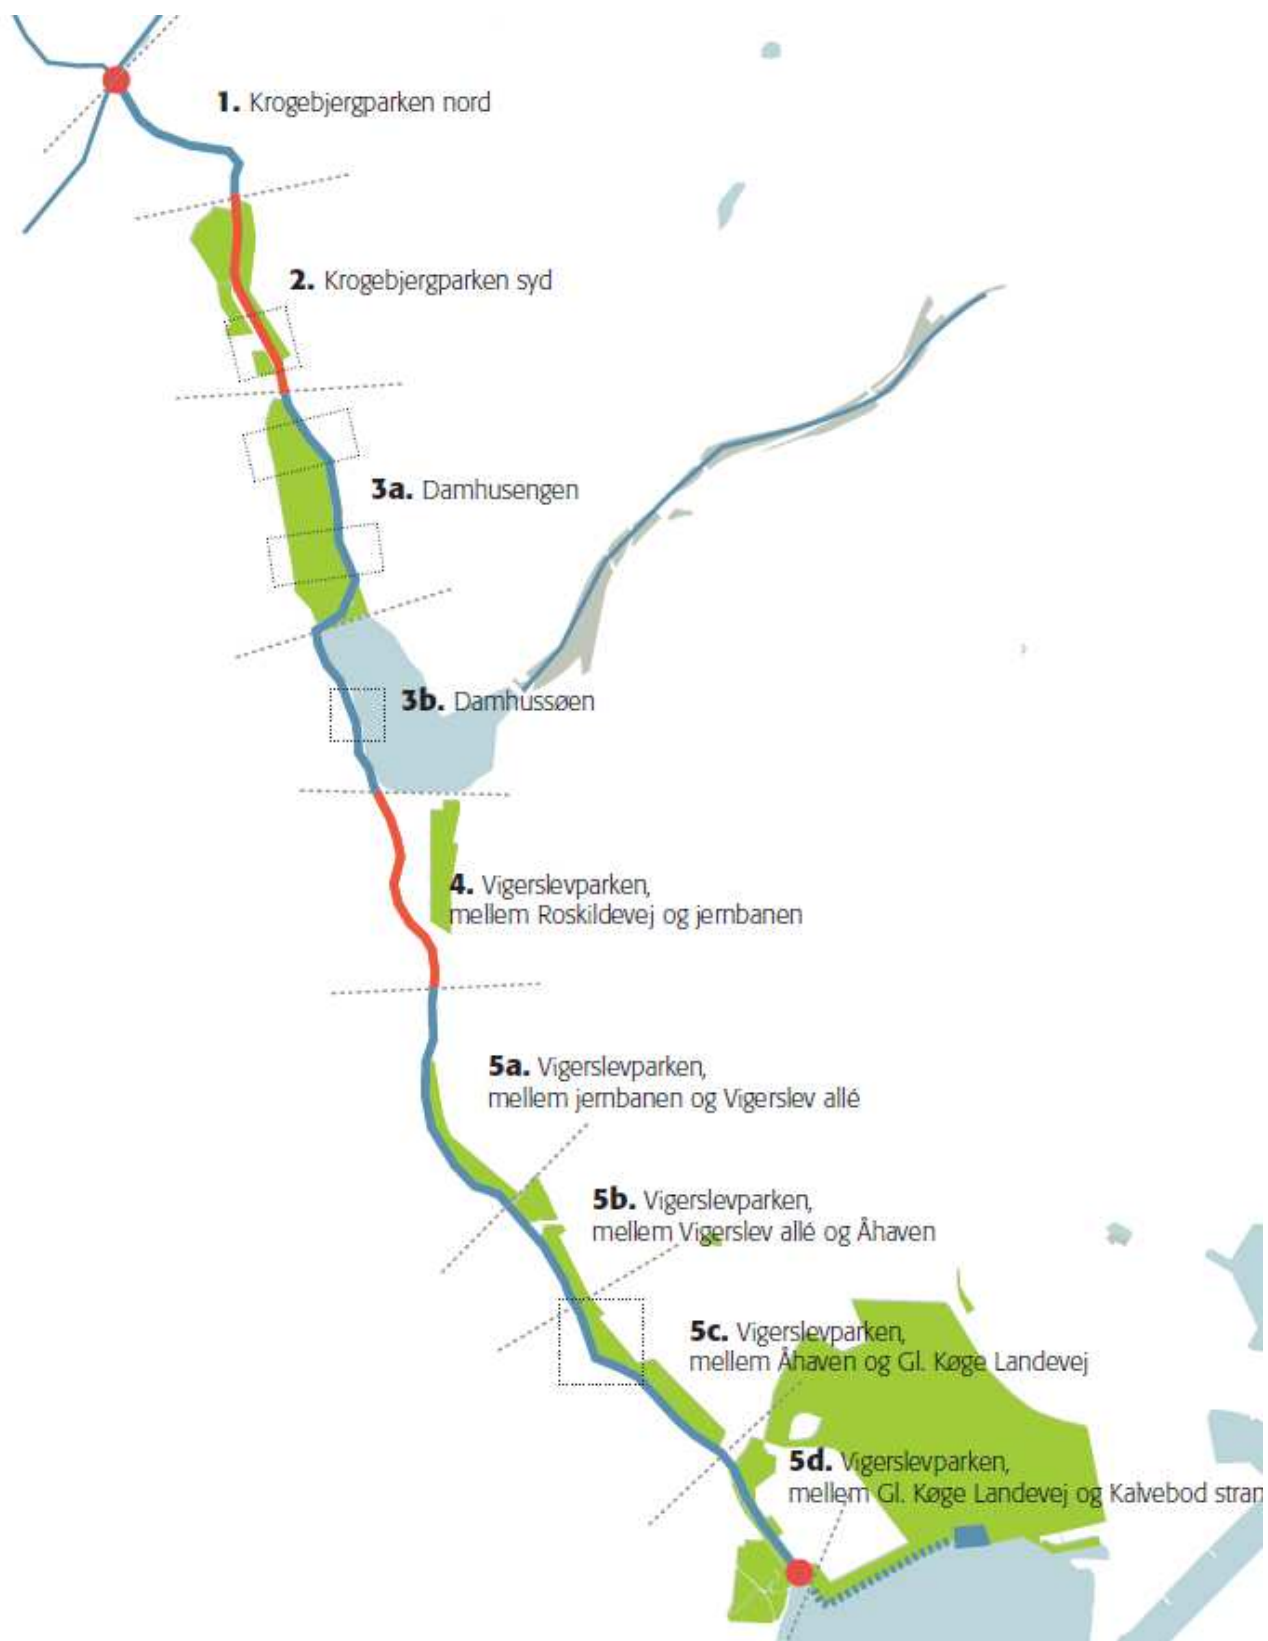 1. Krogebjergparken nord
2. Krogebjergparken syd
3a. Damhusengen
3b. Damhussøen
4. Vigerslevparken,
mellem Roskildevej og jernbanen
5a. Vigerslevparken,
mellem jernbanen og Vigerslev allé
5b. Vigerslevparken,
mellem Vigerslev allé og Åhaven
5c. Vigerslevparken,
mellem Åhaven og Gl. Køge Landevej
5d. Vigerslevparken,
mellem Gl. Køge Landevej og Kalvebod stran